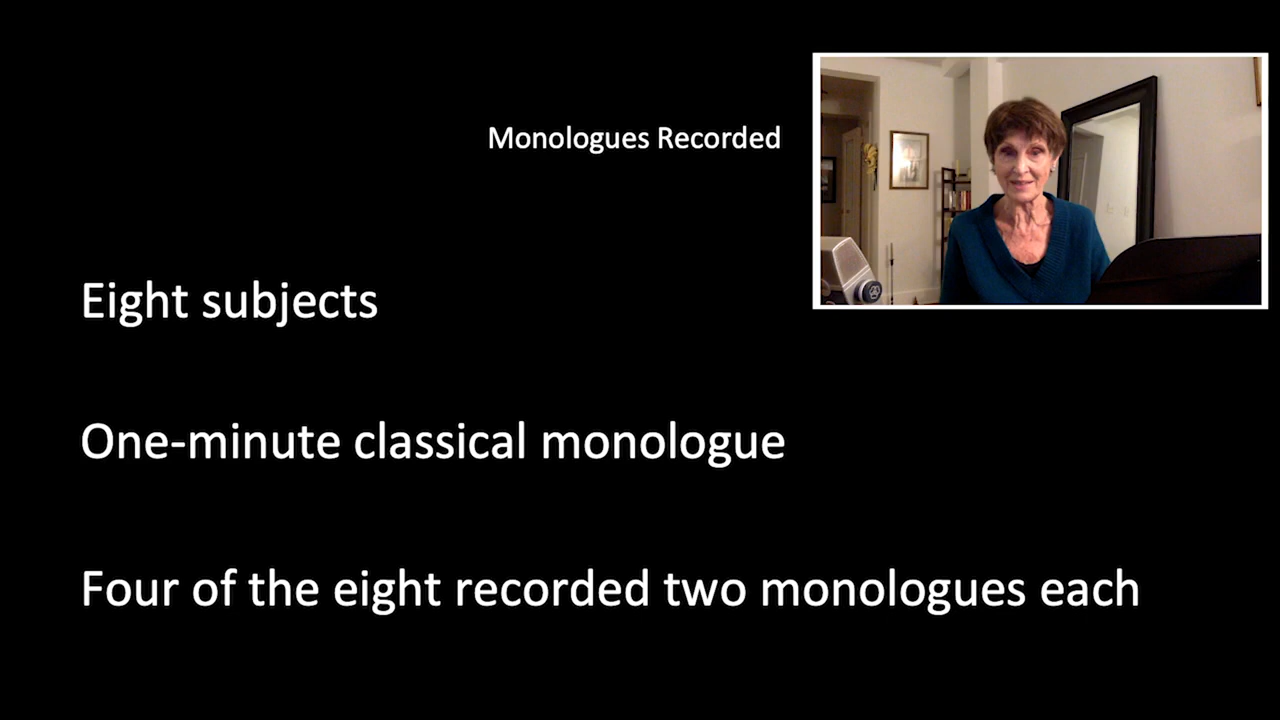 Monologues Recorded
Eight subjects
One-minute classical monologue
Four of the eight recorded two monologues each